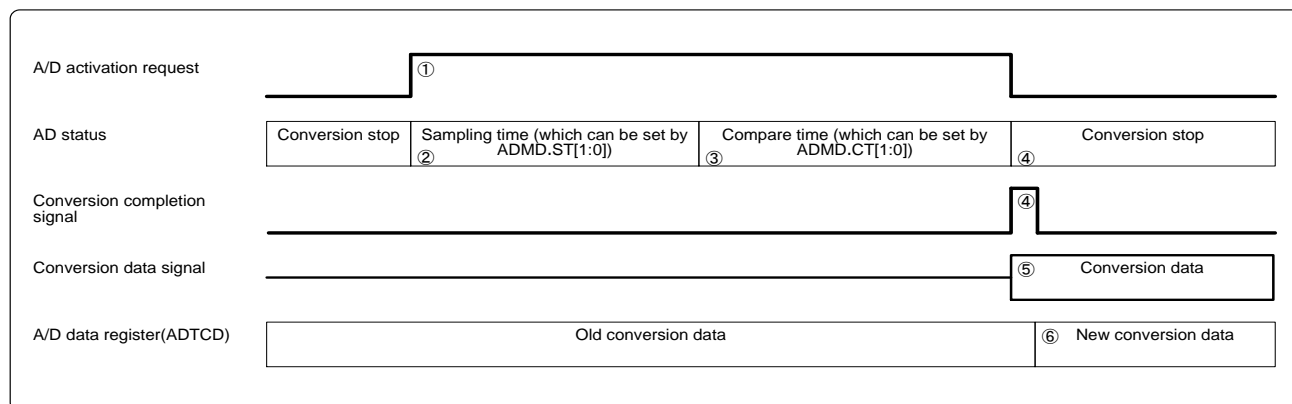 A/D activation request
①
AD status
Conversion stop
Sampling time (which can be set by
ADMD.ST[1:0])
②
Compare time (which can be set by
ADMD.CT[1:0])
③
Conversion stop
④
Conversion completion
signal
④
Conversion data signal
⑤ Conversion data
A/D data register(ADTCD)
Old conversion data
⑥ New conversion data